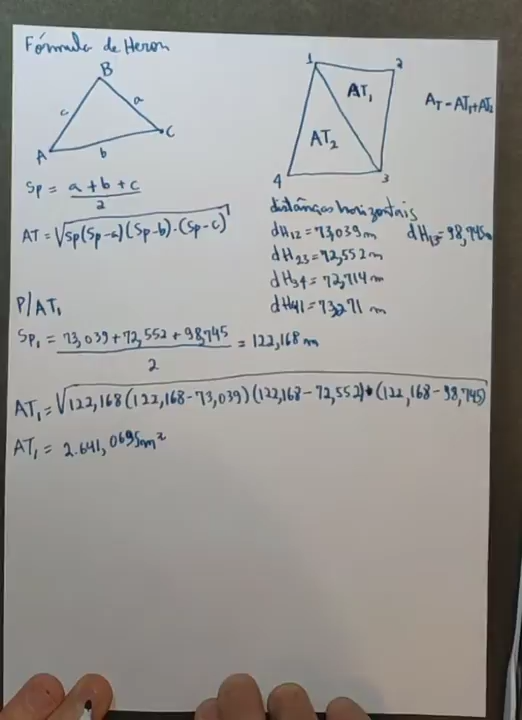 Fórmula de Heron
B
c
a
A
b
C
Sp = a + b + c
2
AT = √Sp(Sp-a)(Sp-b)·(Sp-c)
1
2
AT₁
AT₂
4
3
AT = AT₁+AT₂
distâncias horizontais
dH12 = 73,039 m
dH13 = 98,745m
dH23 = 72,552 m
dH34 = 72,714 m
dH41 = 73,271 m
P/AT₁
Sp₁ = 73,039 + 72,552 + 98,745 = 122,168 m
2
AT₁ = √122,168 (122,168 - 73,039) (122,168 - 72,552) • (122,168 - 98,745)
AT₁ = 2.641,0695m²